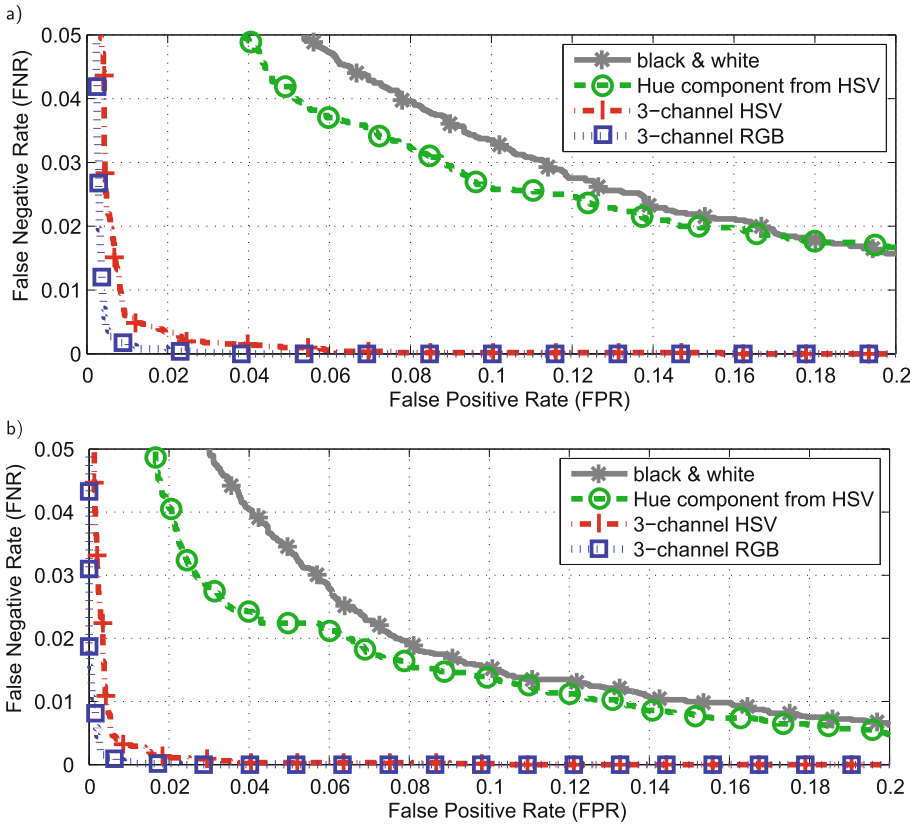 a)
False Negative Rate (FNR)
0.05
0.04
0.03
0.02
0.01
0
black & white
Hue component from HSV
3-channel HSV
3-channel RGB
0 0.02 0.04 0.06 0.08 0.1 0.12 0.14 0.16 0.18 0.2
False Positive Rate (FPR)
b)
False Negative Rate (FNR)
0.05
0.04
0.03
0.02
0.01
0
black & white
Hue component from HSV
3-channel HSV
3-channel RGB
0 0.02 0.04 0.06 0.08 0.1 0.12 0.14 0.16 0.18 0.2
False Positive Rate (FPR)